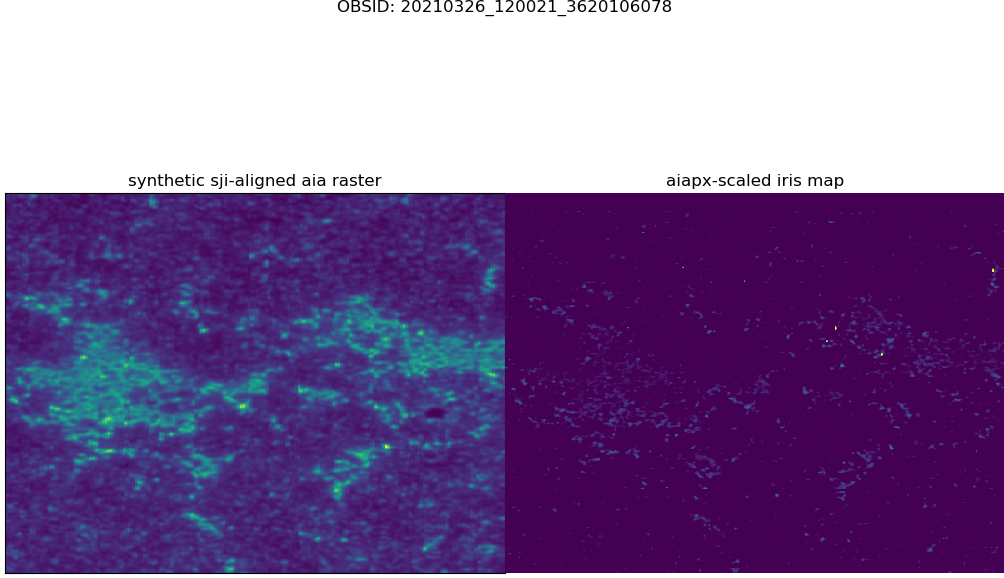 OBSID: 20210326_120021_3620106078
synthetic sji-aligned aia raster
aiapx-scaled iris map